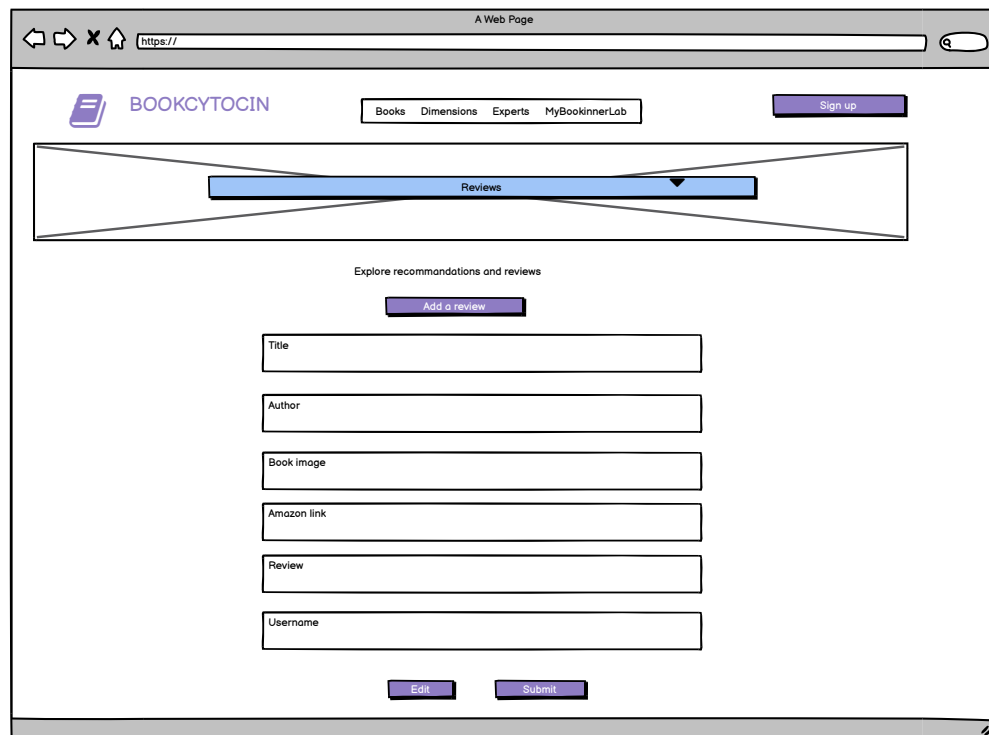 A Web Page
https://
BOOKCYTOCIN
Books Dimensions Experts MyBookinnerLab
Sign up
Reviews
Explore recommandations and reviews
Add a review
Title
Author
Book image
Amazon link
Review
Username
Edit Submit